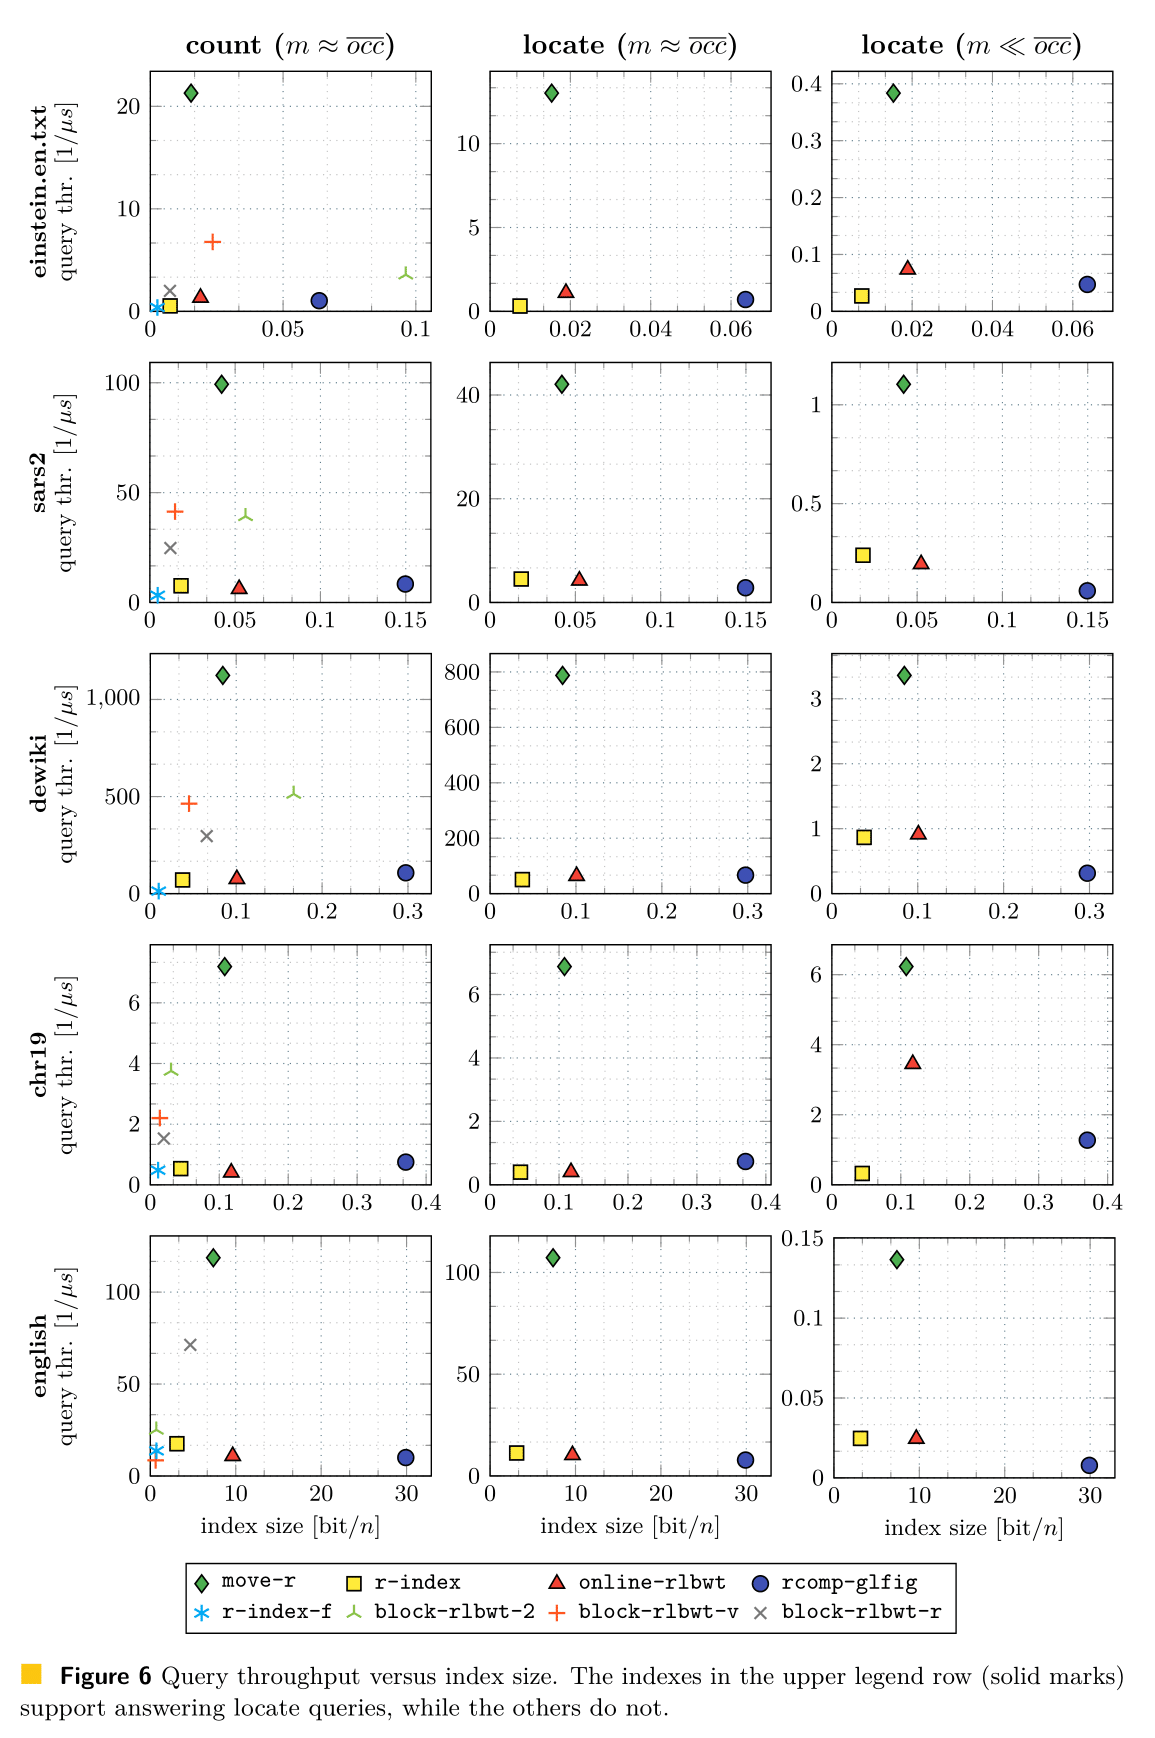 count (m ≈ occ̅) locate (m ≈ occ̅) locate (m ≪ occ̅)
einstein.en.txt
query thr. [1/μs]
20
10
0
0 0.05 0.1
10
5
0
0 0.02 0.04 0.06
0.4
0.3
0.2
0.1
0
0 0.02 0.04 0.06
sars2
query thr. [1/μs]
100
50
0
0 0.05 0.1 0.15
40
20
0
0 0.05 0.1 0.15
1
0.5
0
0 0.05 0.1 0.15
dewiki
query thr. [1/μs]
1,000
500
0
0 0.1 0.2 0.3
800
600
400
200
0
0 0.1 0.2 0.3
3
2
1
0
0 0.1 0.2 0.3
chr19
query thr. [1/μs]
6
4
2
0
0 0.1 0.2 0.3 0.4
6
4
2
0
0 0.1 0.2 0.3 0.4
6
4
2
0
0 0.1 0.2 0.3 0.4
english
query thr. [1/μs]
100
50
0
0 10 20 30
index size [bit/n]
100
50
0
0 10 20 30
index size [bit/n]
0.15
0.1
0.05
0
0 10 20 30
index size [bit/n]
move-r r-index online-rlbwt rcomp-glfig
r-index-f block-rlbwt-2 block-rlbwt-v block-rlbwt-r
Figure 6 Query throughput versus index size. The indexes in the upper legend row (solid marks)
support answering locate queries, while the others do not.